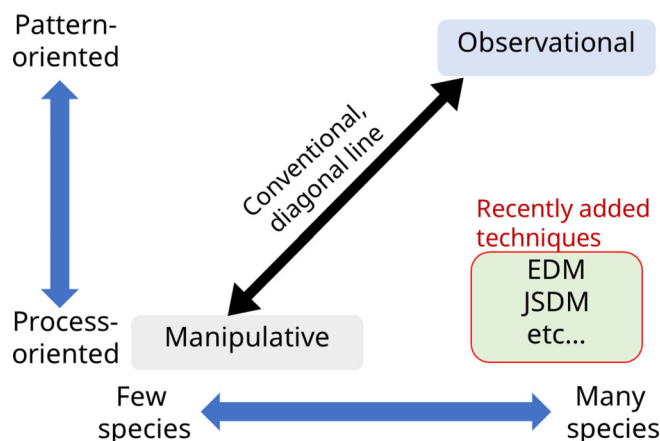 Pattern-
oriented
Observational
Conventional,
diagonal line
Recently added
techniques
EDM
JSDM
etc...
Process-
oriented
Manipulative
Few
species
Many
species